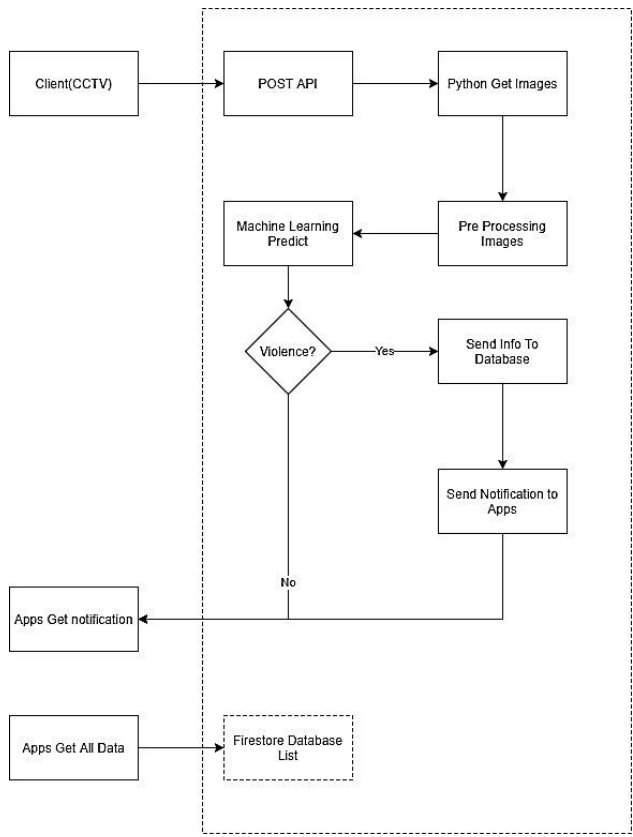 Client(CCTV)
POST API
Python Get Images
Machine Learning
Predict
Pre Processing
Images
Violence?
Yes
Send Info To
Database
Send Notification to
Apps
No
Apps Get notification
Apps Get All Data
Firestore Database
List